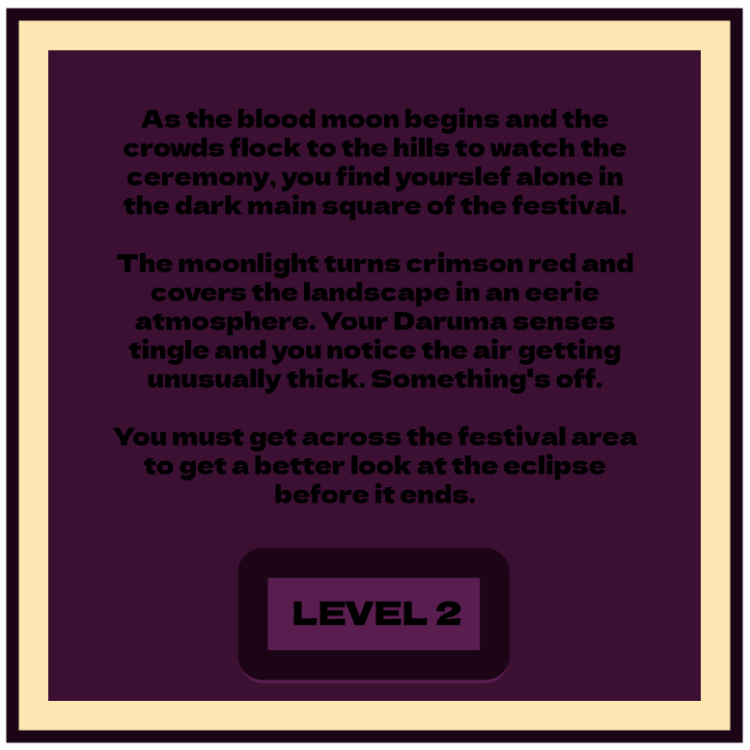 As the blood moon begins and the
crowds flock to the hills to watch the
ceremony, you find yourslef alone in
the dark main square of the festival.
The moonlight turns crimson red and
covers the landscape in an eerie
atmosphere. Your Daruma senses
tingle and you notice the air getting
unusually thick. Something's off.
You must get across the festival area
to get a better look at the eclipse
before it ends.
LEVEL 2